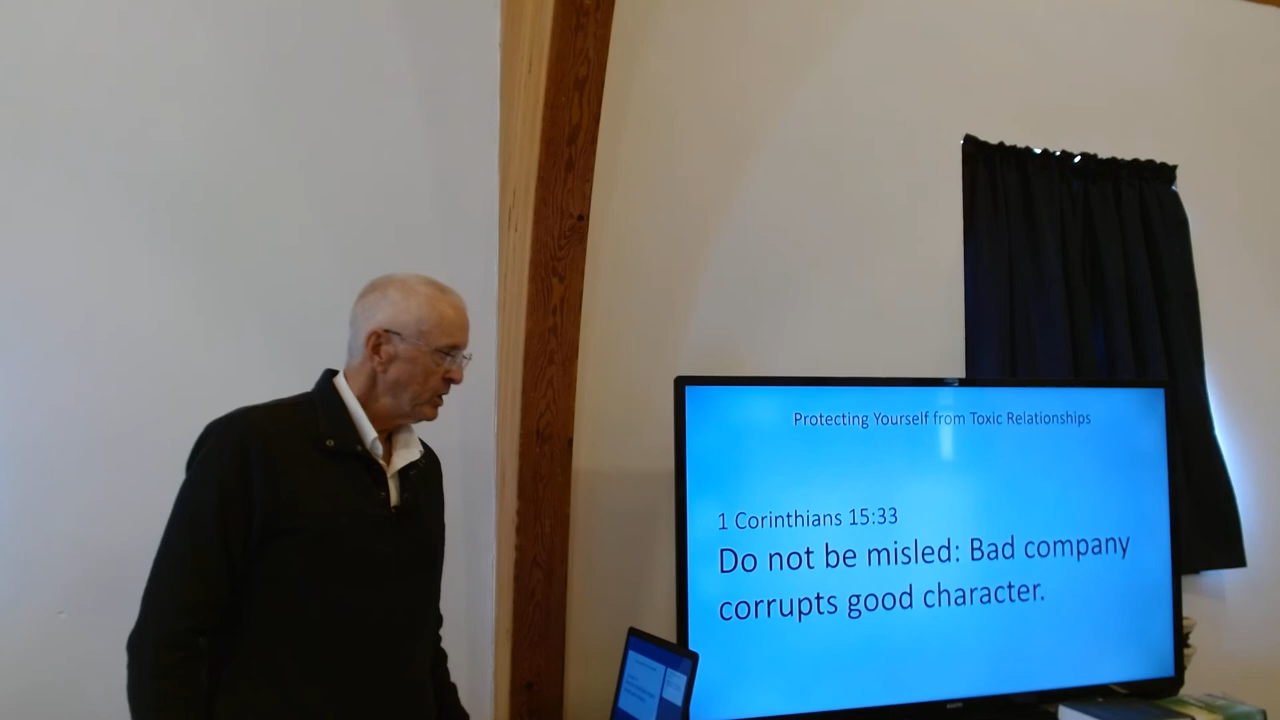 Protecting Yourself from Toxic Relationships
1 Corinthians 15:33
Do not be misled: Bad company
corrupts good character.